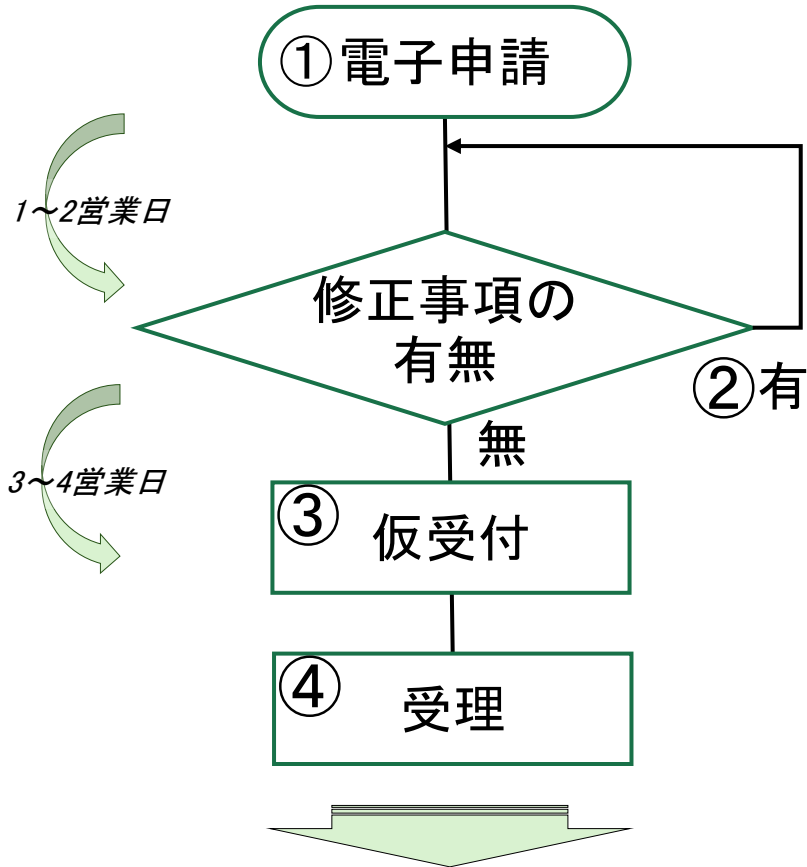 ①電子申請
1～2営業日
修正事項の
有無
②有
無
3～4営業日
③
仮受付
④
受理